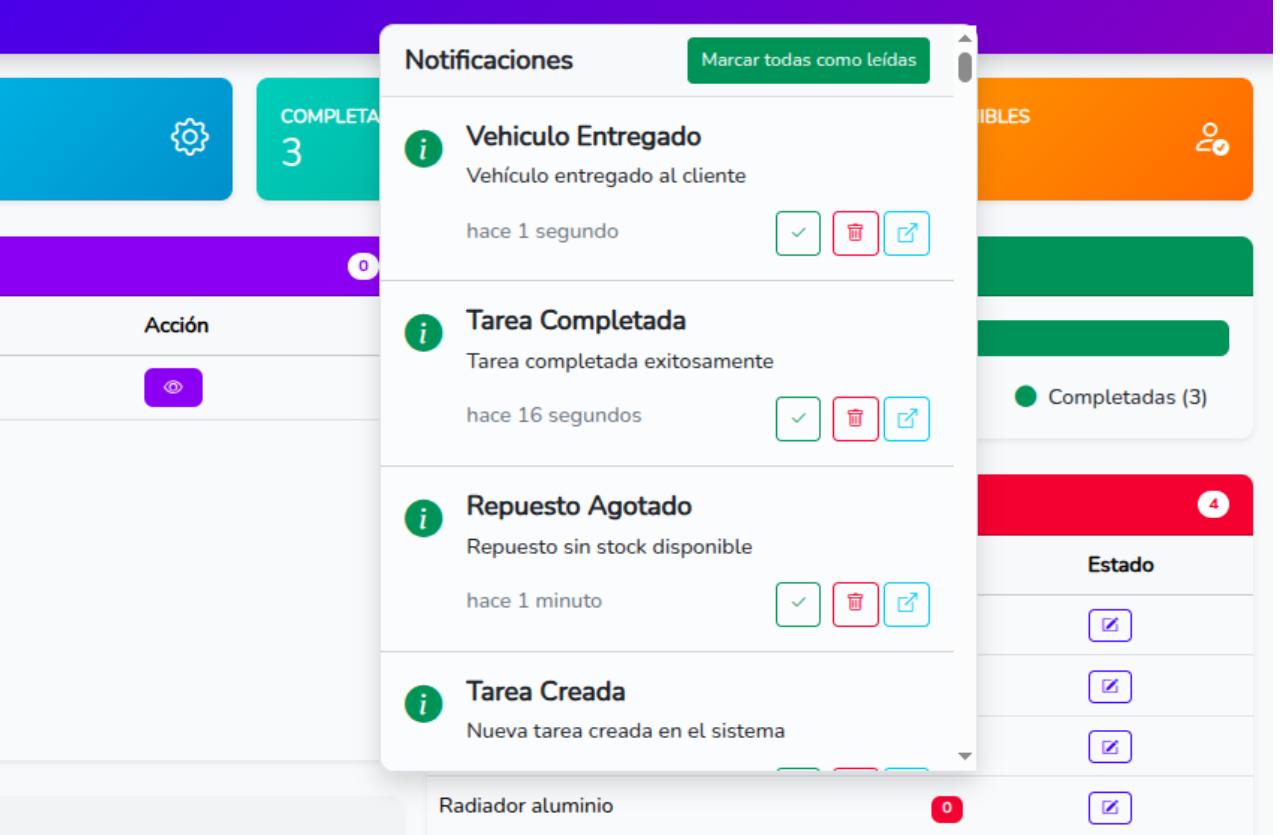 Notificaciones
Marcar todas como leídas
COMPLETA
3
IBLES
Vehiculo Entregado
Vehículo entregado al cliente
hace 1 segundo
0
Acción
Tarea Completada
Tarea completada exitosamente
hace 16 segundos
Completadas (3)
Repuesto Agotado
Repuesto sin stock disponible
hace 1 minuto
4
Estado
Tarea Creada
Nueva tarea creada en el sistema
Radiador aluminio
0